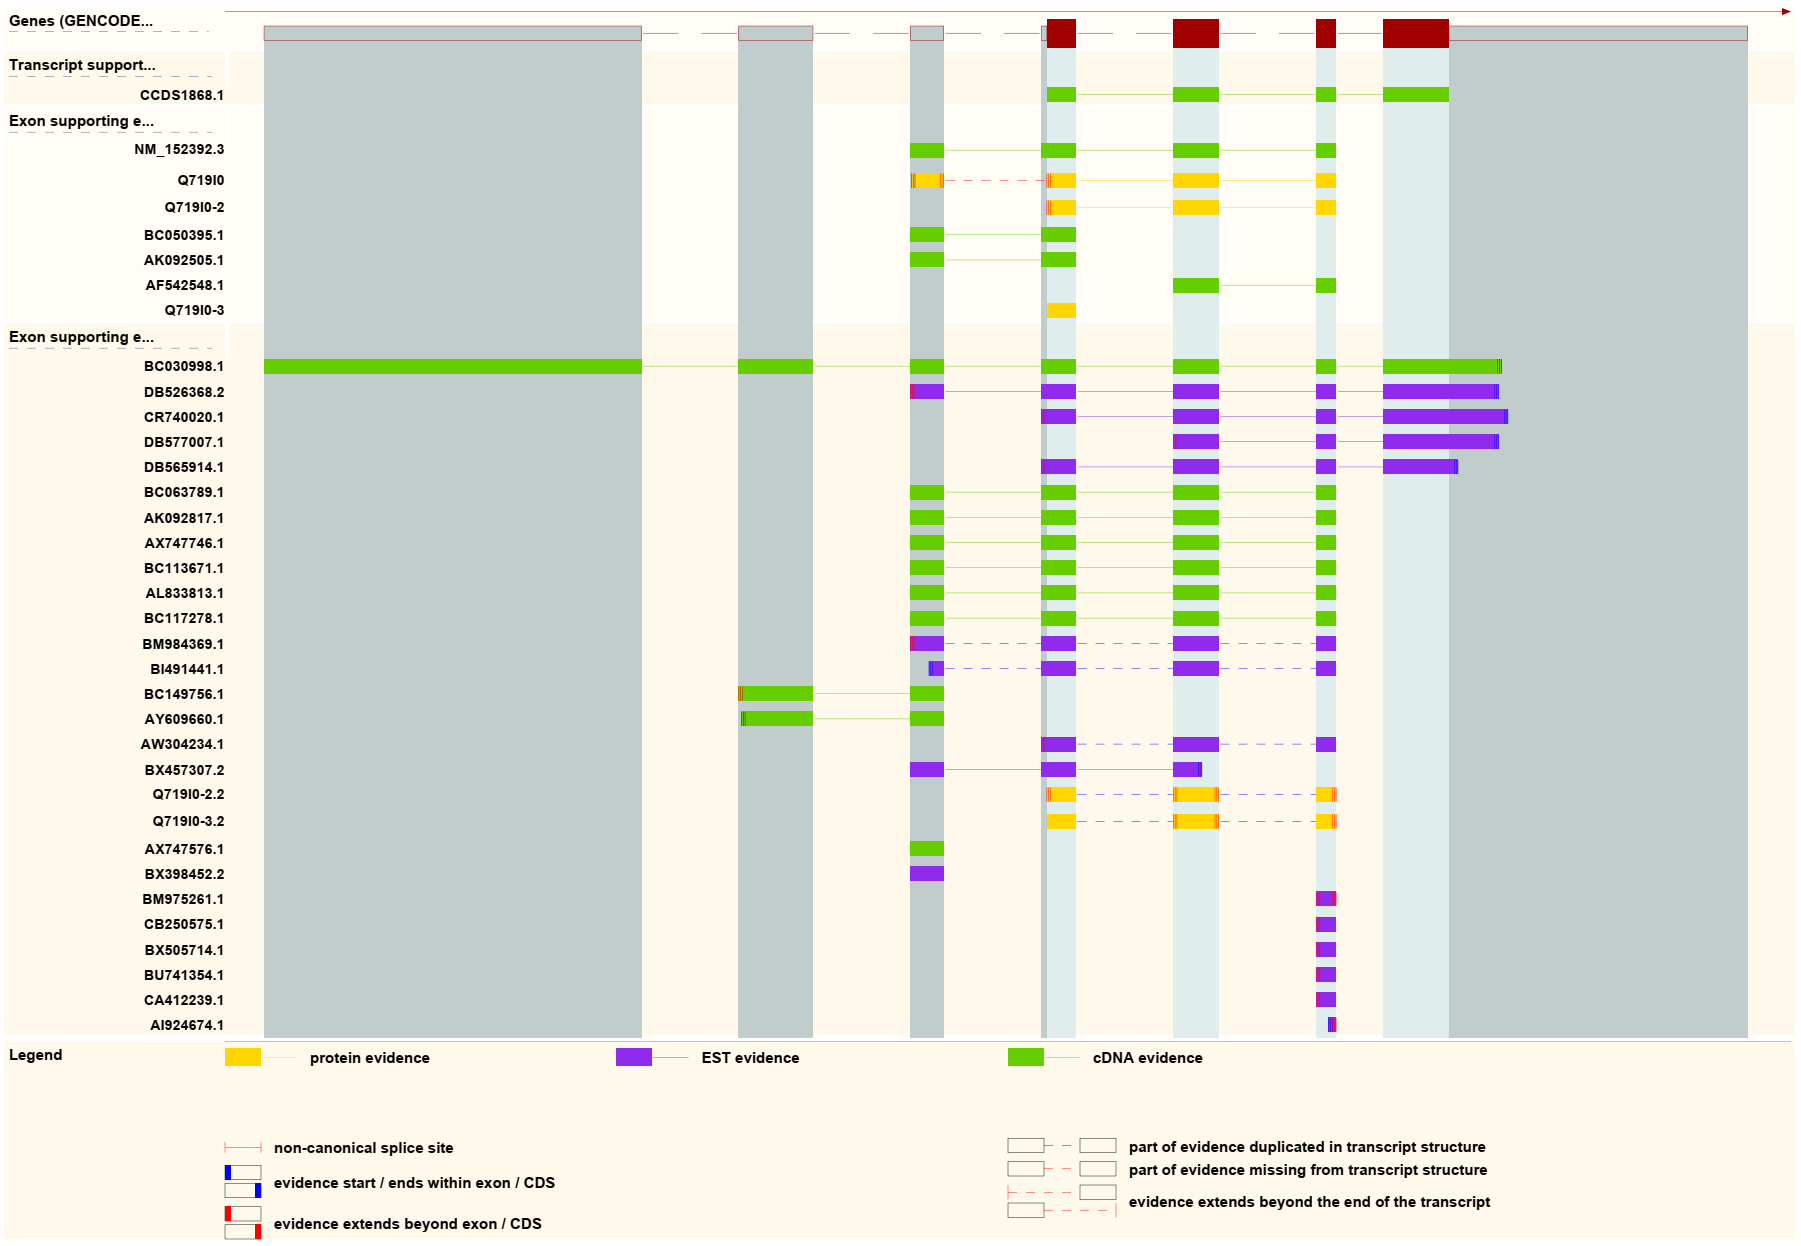 Genes (GENCODE...
Transcript support...
CCDS1868.1
Exon supporting e...
NM_152392.3
Q719I0
Q719I0-2
BC050395.1
AK092505.1
AF542548.1
Q719I0-3
Exon supporting e...
BC030998.1
DB526368.2
CR740020.1
DB577007.1
DB565914.1
BC063789.1
AK092817.1
AX747746.1
BC113671.1
AL833813.1
BC117278.1
BM984369.1
BI491441.1
BC149756.1
AY609660.1
AW304234.1
BX457307.2
Q719I0-2.2
Q719I0-3.2
AX747576.1
BX398452.2
BM975261.1
CB250575.1
BX505714.1
BU741354.1
CA412239.1
AI924674.1
Legend
protein evidence
EST evidence
cDNA evidence
non-canonical splice site
evidence start / ends within exon / CDS
evidence extends beyond exon / CDS
part of evidence duplicated in transcript structure
part of evidence missing from transcript structure
evidence extends beyond the end of the transcript